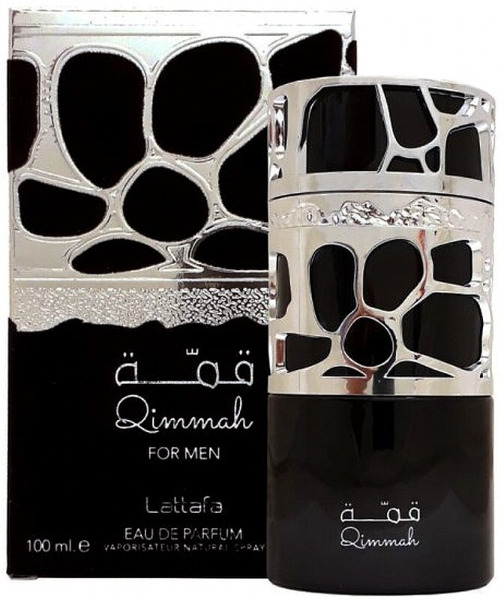 قمّة
Qimmah
FOR MEN
Lattafa
EAU DE PARFUM
100 ml. e VAPORISATEUR NATURAL SPRAY
قمّة
Qimmah